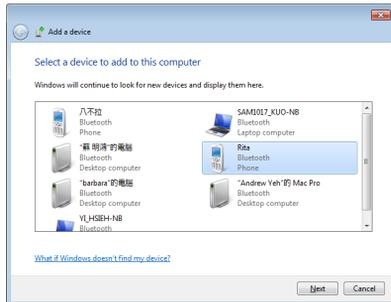 Add a device
Select a device to add to this computer
Windows will continue to look for new devices and display them here.
八不拉
Bluetooth
Phone
SAM1017_KUO-NB
Bluetooth
Laptop computer
"蘇 明鴻"的電腦
Bluetooth
Desktop computer
Rita
Bluetooth
Phone
"barbara"的電腦
Bluetooth
Desktop computer
"Andrew Yeh"的 Mac Pro
Bluetooth
Desktop computer
YI_HSIEH-NB
Bluetooth
What if Windows doesn't find my device?
Next
Cancel